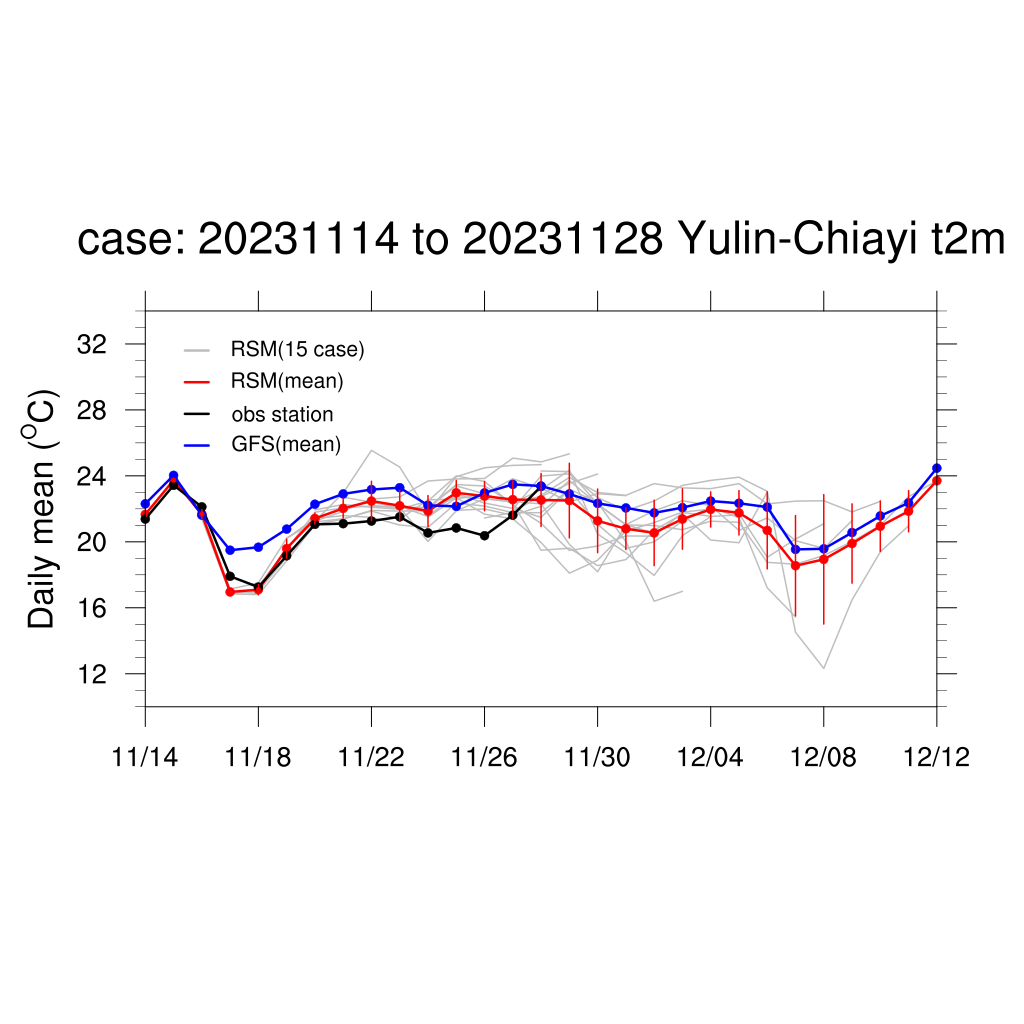 case: 20231114 to 20231128 Yulin-Chiayi t2m
Daily mean (°C)
32
28
24
20
16
12
RSM(15 case)
RSM(mean)
obs station
GFS(mean)
11/14 11/18 11/22 11/26 11/30 12/04 12/08 12/12